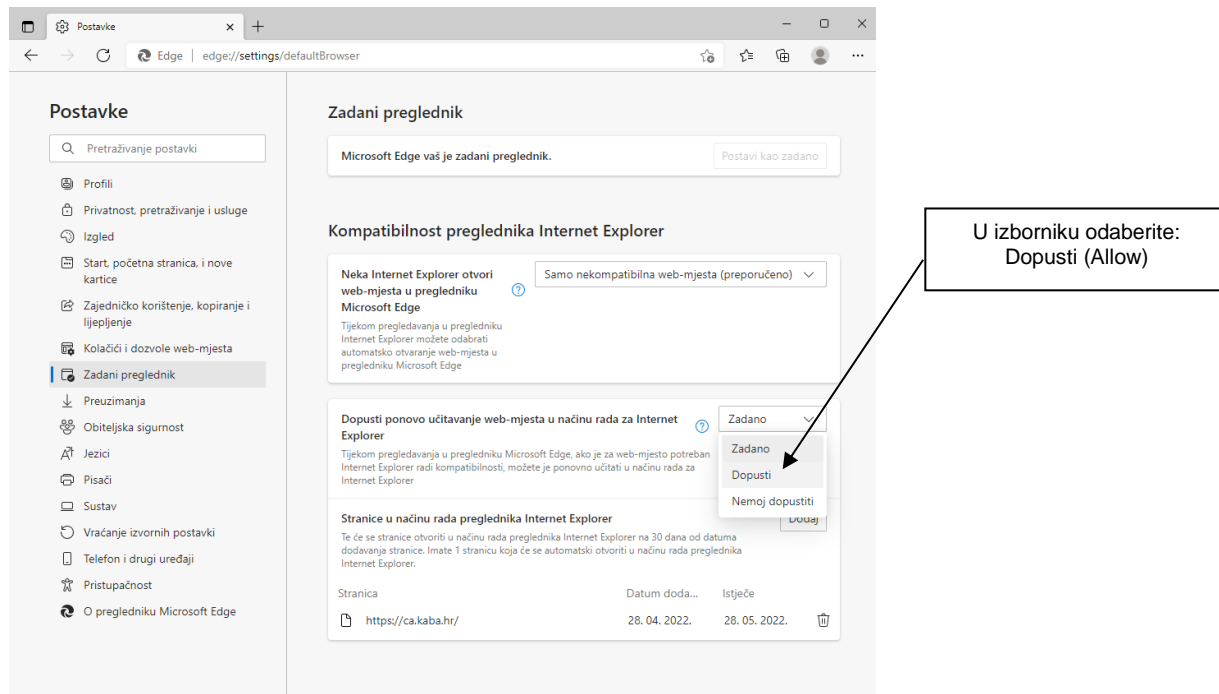 Postavke
Edge | edge://settings/defaultBrowser
Postavke
Pretraživanje postavki
Profili
Privatnost, pretraživanje i usluge
Izgled
Start, početna stranica, i nove
kartice
Zajedničko korištenje, kopiranje i
lijepljenje
Kolačići i dozvole web-mjesta
Zadani preglednik
Preuzimanja
Obiteljska sigurnost
Jezici
Pisači
Sustav
Vraćanje izvornih postavki
Telefon i drugi uređaji
Pristupačnost
O pregledniku Microsoft Edge
Zadani preglednik
Microsoft Edge vaš je zadani preglednik.
Postavi kao zadano
Kompatibilnost preglednika Internet Explorer
Neka Internet Explorer otvori
web-mjesta u pregledniku
Microsoft Edge
Samo nekompatibilna web-mjesta (preporučeno)
Tijekom pregledavanja u pregledniku
Internet Explorer možete odabrati
automatsko otvaranje web-mjesta u
pregledniku Microsoft Edge
Dopusti ponovo učitavanje web-mjesta u načinu rada za Internet
Explorer
Zadano
Tijekom pregledavanja u pregledniku Microsoft Edge, ako je za web-mjesto potreban
Internet Explorer radi kompatibilnosti, možete je ponovno učitati u načinu rada za
Internet Explorer
Zadano
Dopusti
Nemoj dopustiti
Stranice u načinu rada preglednika Internet Explorer
Dodaj
Te će se stranice otvoriti u načinu rada preglednika Internet Explorer na 30 dana od datuma
dodavanja stranice. Imate 1 stranicu koja će se automatski otvoriti u načinu rada preglednika
Internet Explorer.
Stranica Datum doda... Istječe
https://ca.kaba.hr/ 28. 04. 2022. 28. 05. 2022.
U izborniku odaberite:
Dopusti (Allow)